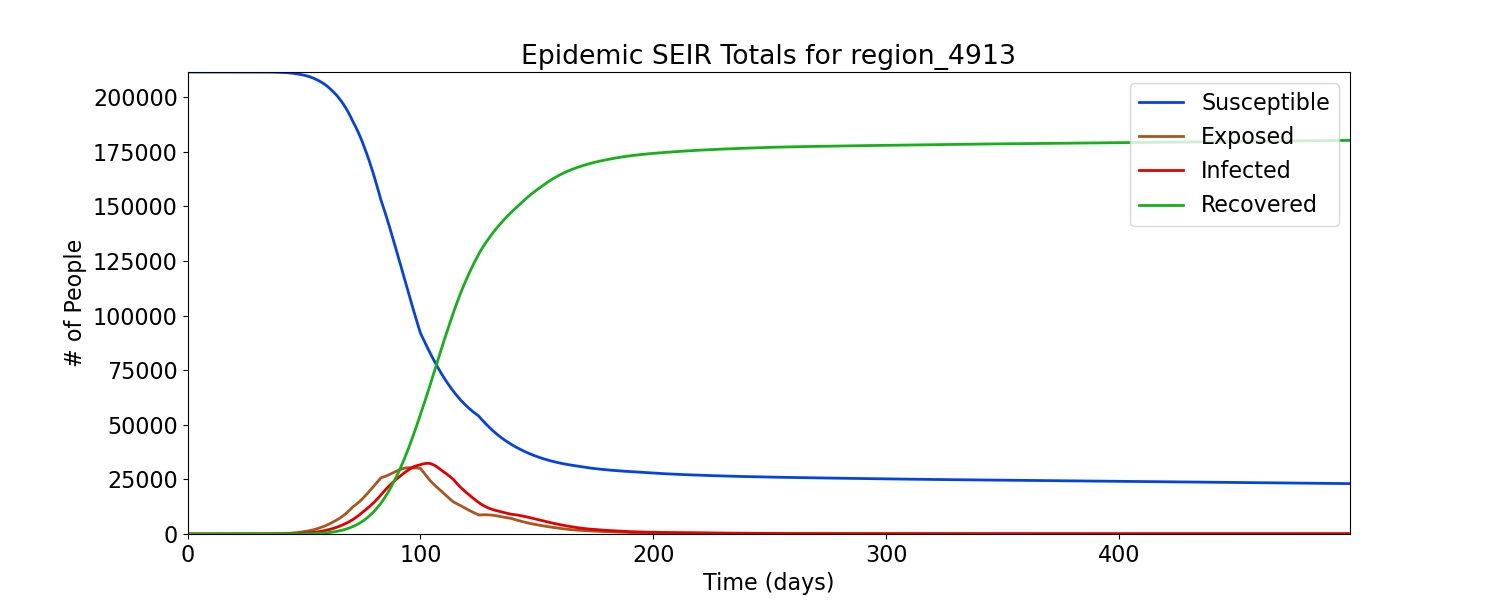 Epidemic SEIR Totals for region_4913
# of People
200000
175000
150000
125000
100000
75000
50000
25000
0
Susceptible
Exposed
Infected
Recovered
0 100 200 300 400
Time (days)